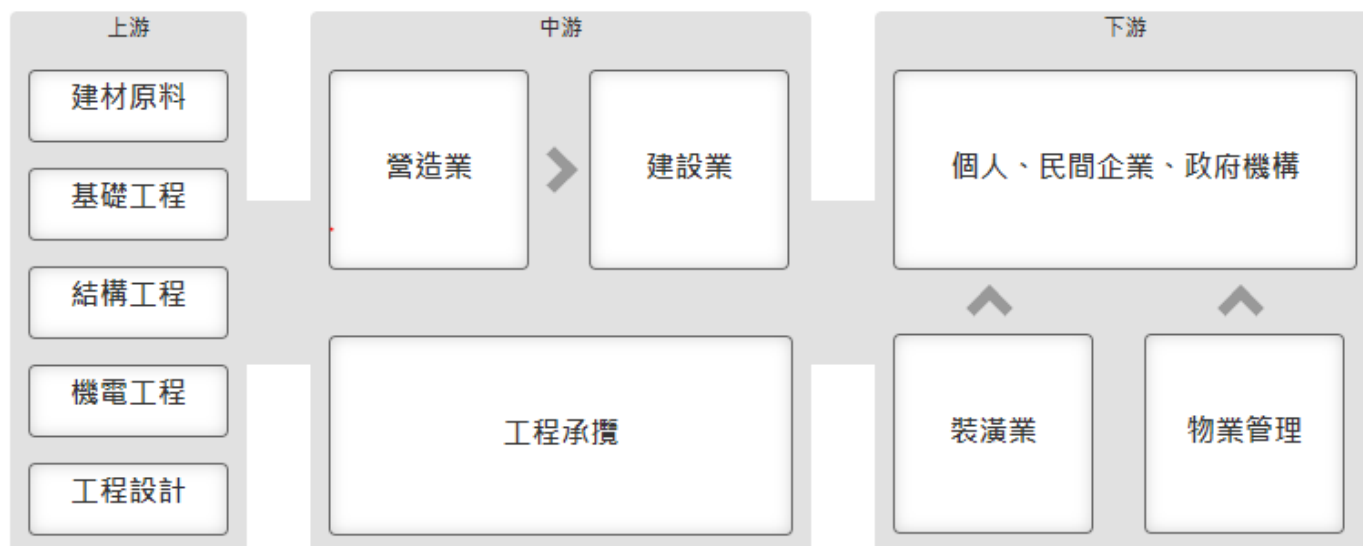 上游
建材原料
基礎工程
結構工程
機電工程
工程設計
中游
營造業
建設業
工程承攬
下游
個人、民間企業、政府機構
裝潢業
物業管理